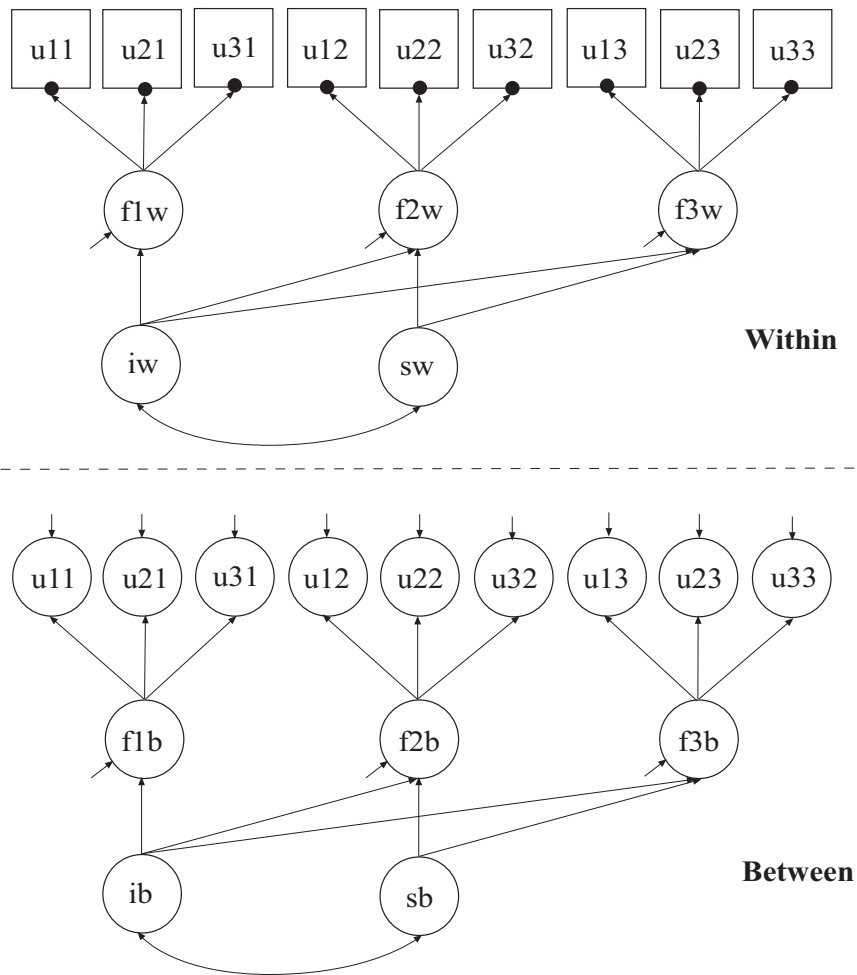 u11 u21 u31 u12 u22 u32 u13 u23 u33
f1w f2w f3w
iw sw
Within
u11 u21 u31 u12 u22 u32 u13 u23 u33
f1b f2b f3b
ib sb
Between